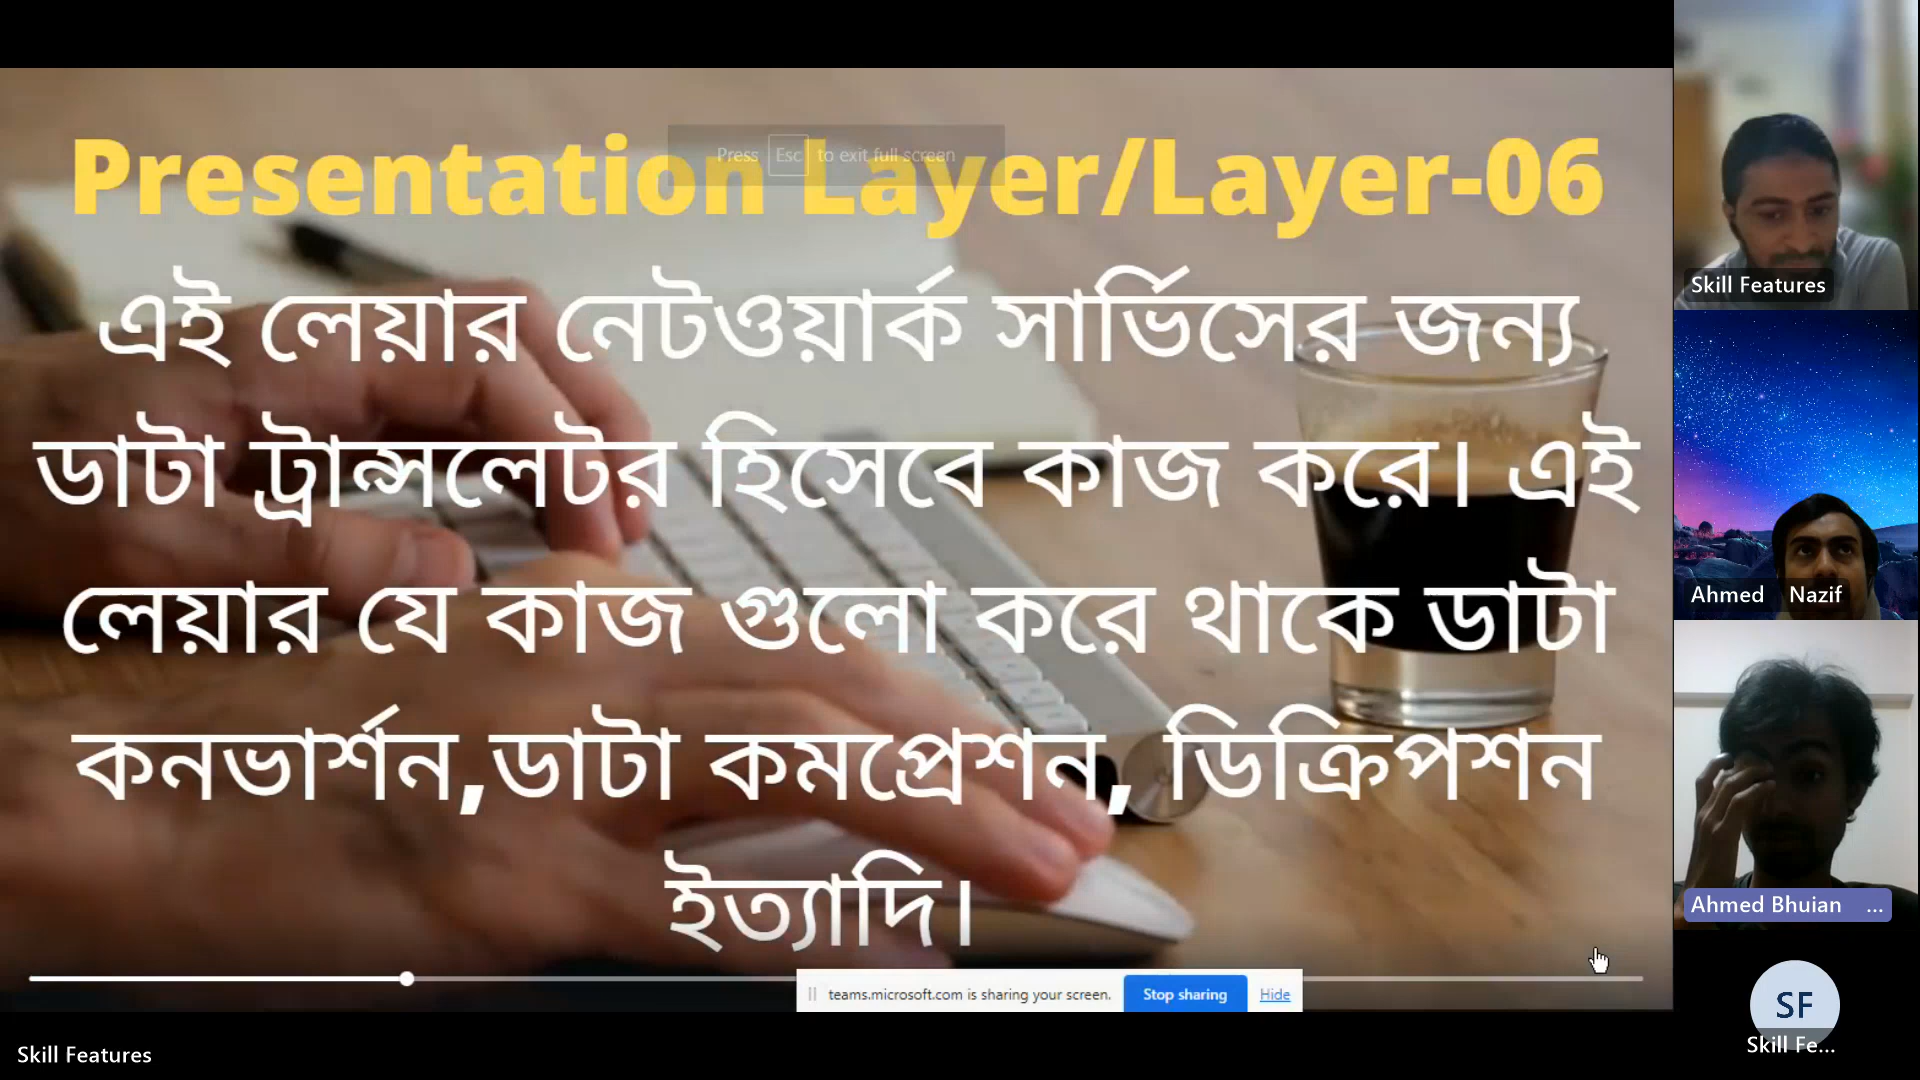 Presentation Layer/Layer-06
Press Esc to exit full screen
এই লেয়ার নেটওয়ার্ক সার্ভিসের জন্য
ডাটা ট্রান্সলেটর হিসেবে কাজ করে। এই
লেয়ার যে কাজ গুলো করে থাকে ডাটা
কনভার্শন,ডাটা কমপ্রেশন, ডিক্রিপশন
ইত্যাদি।
teams.microsoft.com is sharing your screen. Stop sharing Hide
Skill Features
Skill Features
Ahmed Nazif
Ahmed Bhuian ...
SF
Skill Fe...